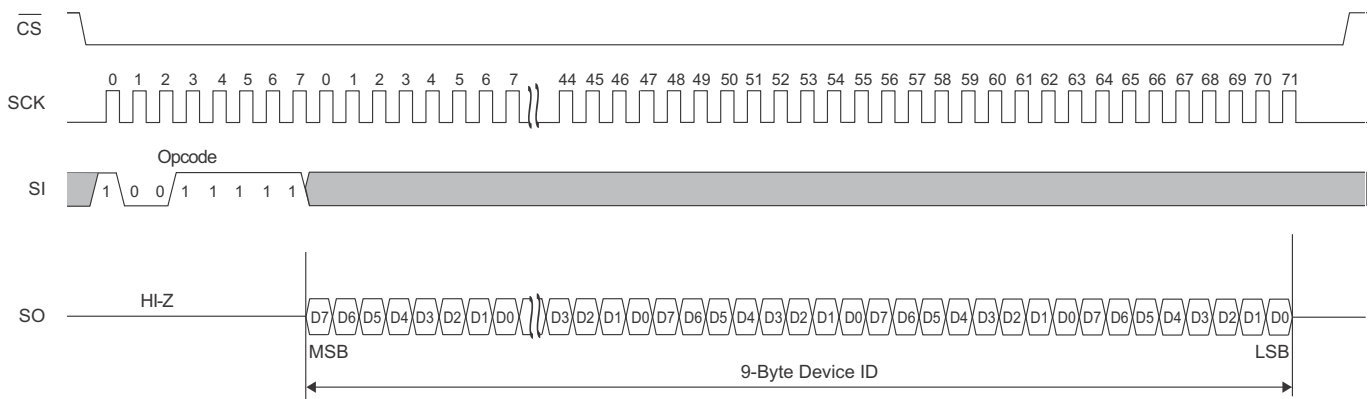 CS
0 1 2 3 4 5 6 7 0 1 2 3 4 5 6 7 44 45 46 47 48 49 50 51 52 53 54 55 56 57 58 59 60 61 62 63 64 65 66 67 68 69 70 71
SCK
Opcode
SI 1 0 0 1 1 1 1 1
HI-Z
SO D7 D6 D5 D4 D3 D2 D1 D0 D3 D2 D1 D0 D7 D6 D5 D4 D3 D2 D1 D0 D7 D6 D5 D4 D3 D2 D1 D0 D7 D6 D5 D4 D3 D2 D1 D0
MSB LSB
9-Byte Device ID